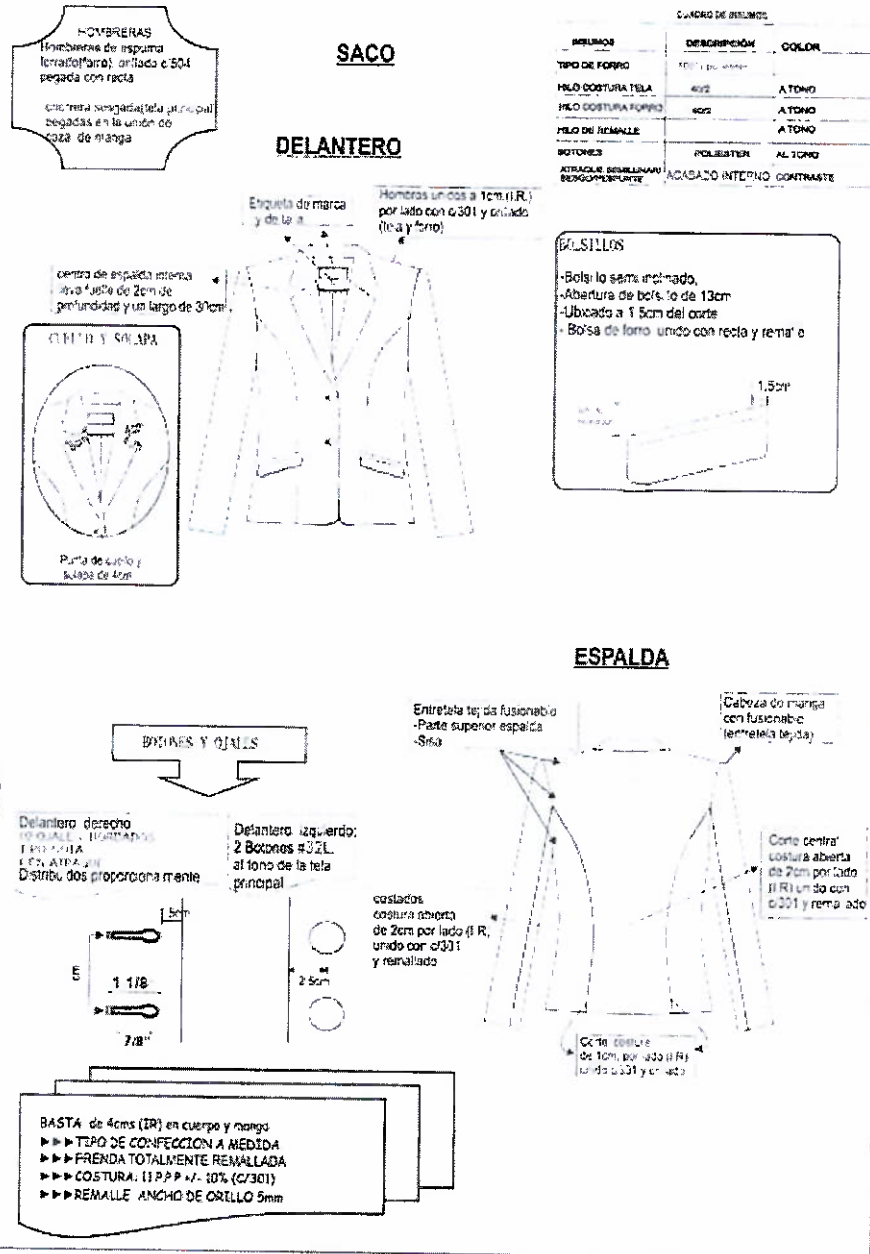 HOMBRERAS
Hombreras de espuma
forrado(forro), orillado c/504
pegada con recta
pegadas en la unión de
de manga
SACO
DELANTERO
CUADRO DE INSUMOS
INSUMOS DESCRIPCIÓN COLOR
TIPO DE FORRO
HILO COSTURA TELA 40/2 A TONO
HILO COSTURA FORRO 40/2 A TONO
HILO DE REMALLE A TONO
BOTONES POLIESTER AL TONO
ACABADO INTERNO CONTRASTE
Etiqueta de marca
y de talla
Hombros unidos a 1cm.(I.R.)
por lado con c/301 y orillado
(tela y forro)
centro de espalda interna
lleva fuelle de 2cm de
profundidad y un largo de 30cm
CUELLO Y SOLAPA
Punta de cuello y
solapa de 4cm
BOLSILLOS
-Bolsillo semi inclinado,
-Abertura de bolsillo de 13cm
-Ubicado a 1.5cm del corte
- Bolsa de forro unido con recta y remalle
1.5cm
ESPALDA
Entretela tejida fusionable
-Parte superior espalda
-Sisa
Cabeza de manga
con fusionable
(entretela tejida)
BOTONES Y OJALES
Delantero derecho
Distribuidos proporcionalmente
Delantero izquierdo:
2 Botones #32L.
al tono de la tela
principal
1 1/8
7/8"
2.5cm
costados
costura abierta
de 2cm por lado (I.R)
unido con c/301
y remallado
Corte central
costura abierta
de 2cm por lado
(I.R) unido con
c/301 y remallado
Corte costura
de 1cm. por lado (I.R)
unido c/301 y orillado
BASTA de 4cms (IR) en cuerpo y manga
►►►TIPO DE CONFECCION A MEDIDA
►►►PRENDA TOTALMENTE REMALLADA
►►►COSTURA: 11 P.P.P +/- 10% (C/301)
►►►REMALLE ANCHO DE ORILLO 5mm